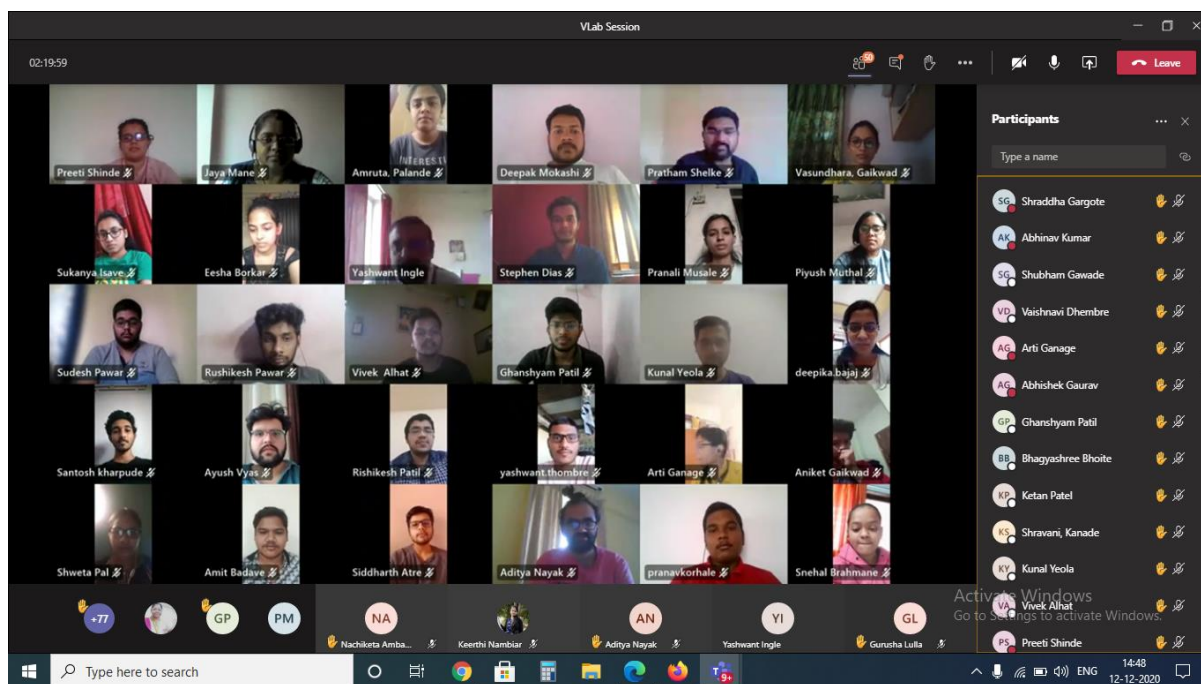 VLab Session
02:19:59
50
Leave
Preeti Shinde
Jaya Mane
INTEREST
Amruta, Palande
Deepak Mokashi
Pratham Shelke
Vasundhara, Gaikwad
Sukanya Isave
Eesha Borkar
Yashwant Ingle
Stephen Dias
Pranali Musale
Piyush Muthal
Sudesh Pawar
Rushikesh Pawar
Vivek Alhat
Ghanshyam Patil
Kunal Yeola
deepika.bajaj
Santosh kharpude
Ayush Vyas
Rishikesh Patil
yashwant.thombre
Arti Ganage
Aniket Gaikwad
Shweta Pal
Amit Badave
Siddharth Atre
Aditya Nayak
pranavkorhale
Snehal Brahmane
+77
GP
PM
NA
Nachiketa Amba...
Keerthi Nambiar
AN
Aditya Nayak
YI
Yashwant Ingle
GL
Gurusha Lulla
Participants
Type a name
SG Shraddha Gargote
AK Abhinav Kumar
SG Shubham Gawade
VD Vaishnavi Dhembre
AG Arti Ganage
AG Abhishek Gaurav
GP Ghanshyam Patil
BB Bhagyashree Bhoite
KP Ketan Patel
KS Shravani, Kanade
KY Kunal Yeola
VA Vivek Alhat
PS Preeti Shinde
Activate Windows
Go to Settings to activate Windows.
Type here to search
9+
ENG
14:48
12-12-2020